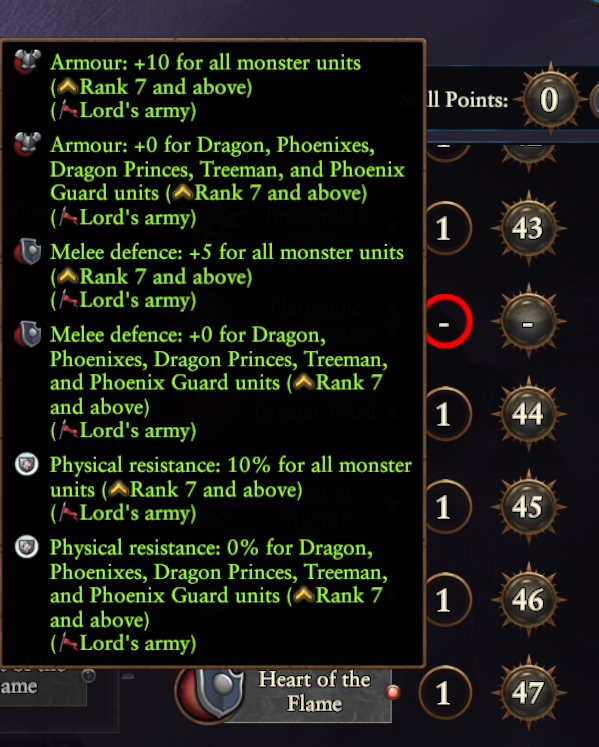 Armour: +10 for all monster units
(Rank 7 and above)
(Lord's army)
Armour: +0 for Dragon, Phoenixes,
Dragon Princes, Treeman, and Phoenix
Guard units (Rank 7 and above)
(Lord's army)
Melee defence: +5 for all monster units
(Rank 7 and above)
(Lord's army)
Melee defence: +0 for Dragon,
Phoenixes, Dragon Princes, Treeman,
and Phoenix Guard units (Rank 7
and above)
(Lord's army)
Physical resistance: 10% for all monster
units (Rank 7 and above)
(Lord's army)
Physical resistance: 0% for Dragon,
Phoenixes, Dragon Princes, Treeman,
and Phoenix Guard units (Rank 7
and above)
(Lord's army)
ill Points: 0
1 43
- -
1 44
1 45
1 46
ame
Heart of the
Flame
1 47